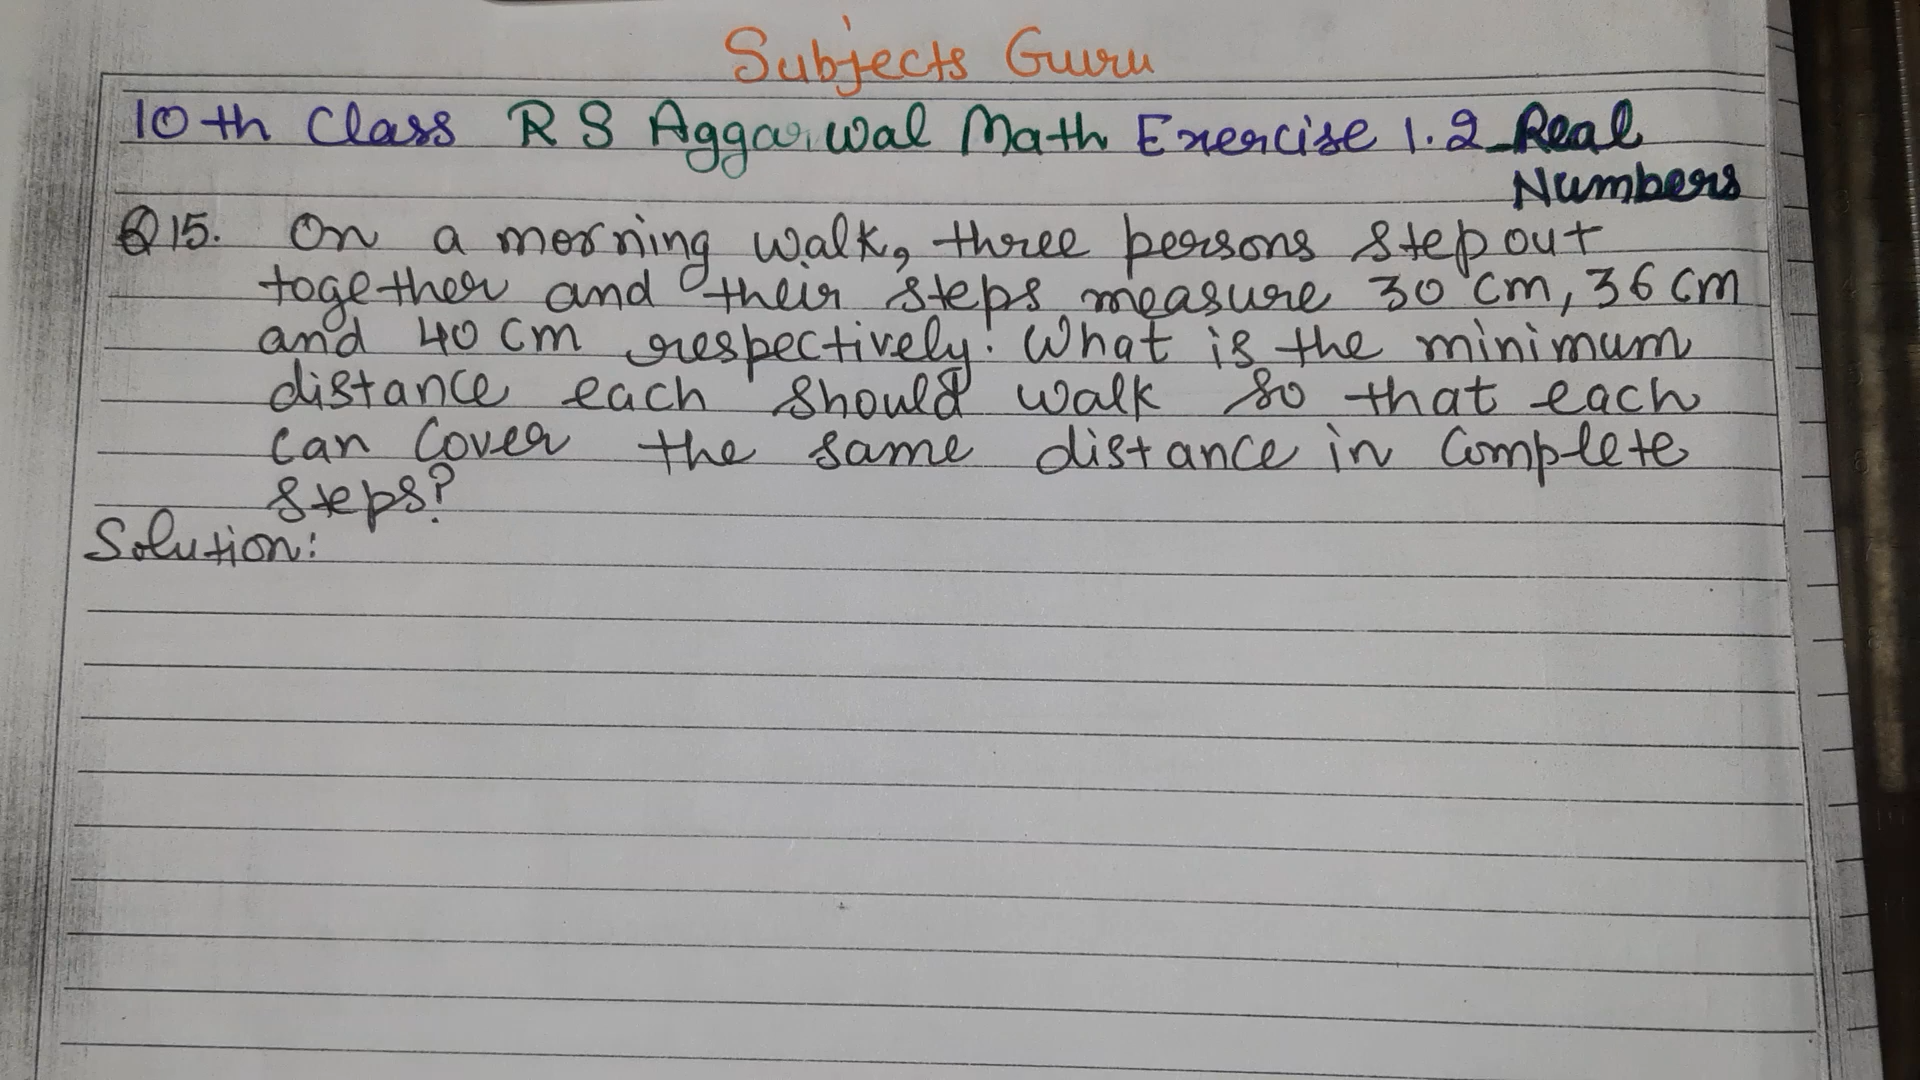 Subjects Guru
10th Class R S Aggarwal Math Exercise 1.2 Real
Numbers
Q15. On a morning walk, three persons step out
together and their steps measure 30 cm, 36 cm
and 40 cm respectively. What is the minimum
distance each should walk so that each
can cover the same distance in complete
steps?
Solution: